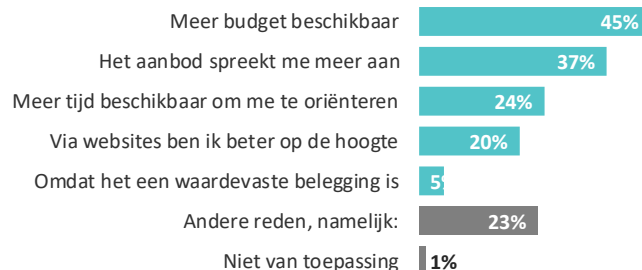 Meer budget beschikbaar 45%
Het aanbod spreekt me meer aan 37%
Meer tijd beschikbaar om me te oriënteren 24%
Via websites ben ik beter op de hoogte 20%
Omdat het een waardevaste belegging is 5%
Andere reden, namelijk: 23%
Niet van toepassing 1%